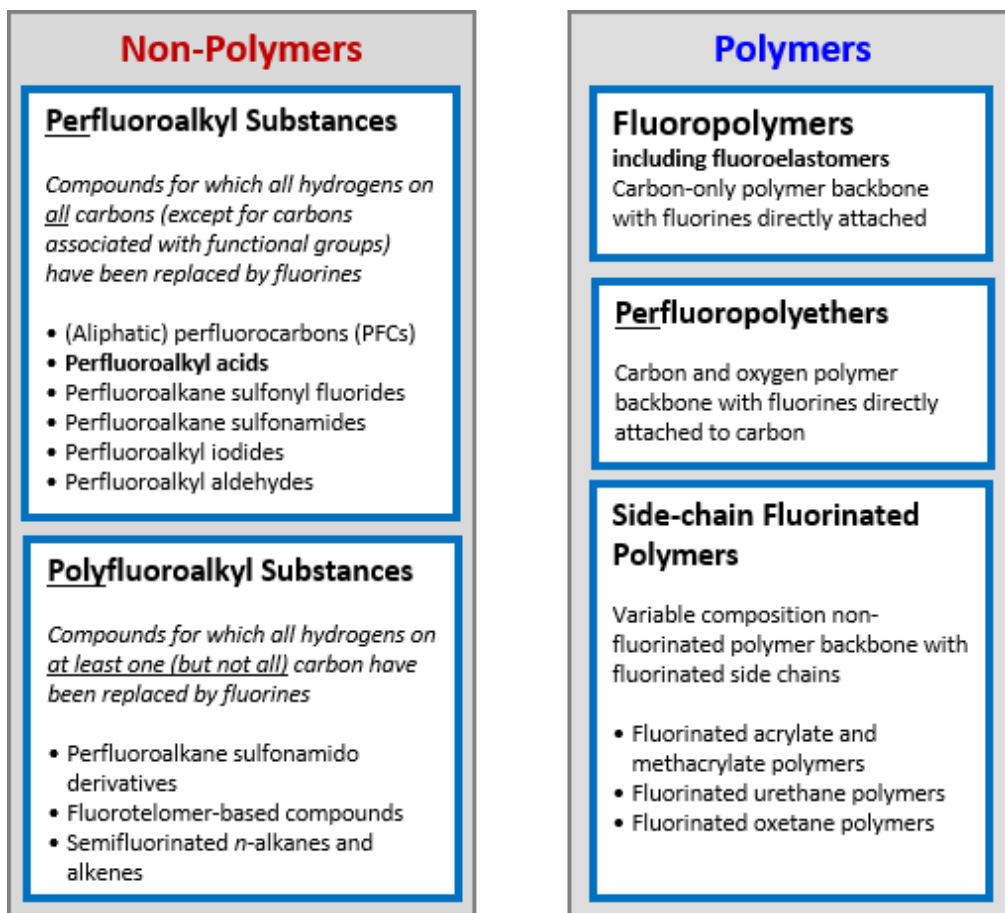 Non-Polymers
Perfluoroalkyl Substances
Compounds for which all hydrogens on
all carbons (except for carbons
associated with functional groups)
have been replaced by fluorines
• (Aliphatic) perfluorocarbons (PFCs)
• Perfluoroalkyl acids
• Perfluoroalkane sulfonyl fluorides
• Perfluoroalkane sulfonamides
• Perfluoroalkyl iodides
• Perfluoroalkyl aldehydes
Polyfluoroalkyl Substances
Compounds for which all hydrogens on
at least one (but not all) carbon have
been replaced by fluorines
• Perfluoroalkane sulfonamido
derivatives
• Fluorotelomer-based compounds
• Semifluorinated n-alkanes and
alkenes
Polymers
Fluoropolymers
including fluoroelastomers
Carbon-only polymer backbone
with fluorines directly attached
Perfluoropolyethers
Carbon and oxygen polymer
backbone with fluorines directly
attached to carbon
Side-chain Fluorinated
Polymers
Variable composition non-
fluorinated polymer backbone with
fluorinated side chains
• Fluorinated acrylate and
methacrylate polymers
• Fluorinated urethane polymers
• Fluorinated oxetane polymers